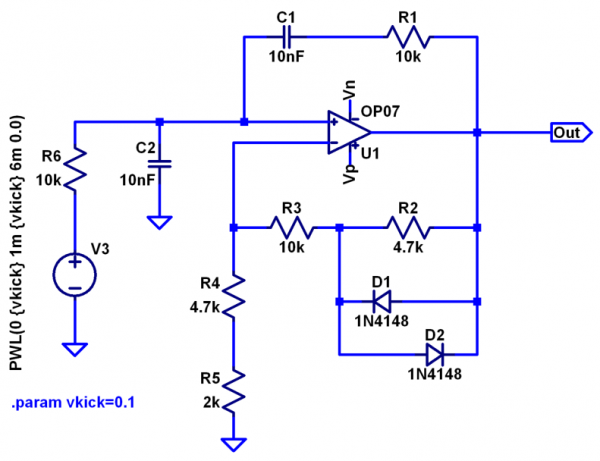 C1
10nF
R1
10k
Vn
OP07
U1
Vp
Out
PWL(0 {vkick} 1m {vkick} 6m 0.0)
R6
10k
C2
10nF
V3
R3
10k
R2
4.7k
R4
4.7k
D1
1N4148
D2
1N4148
R5
2k
.param vkick=0.1